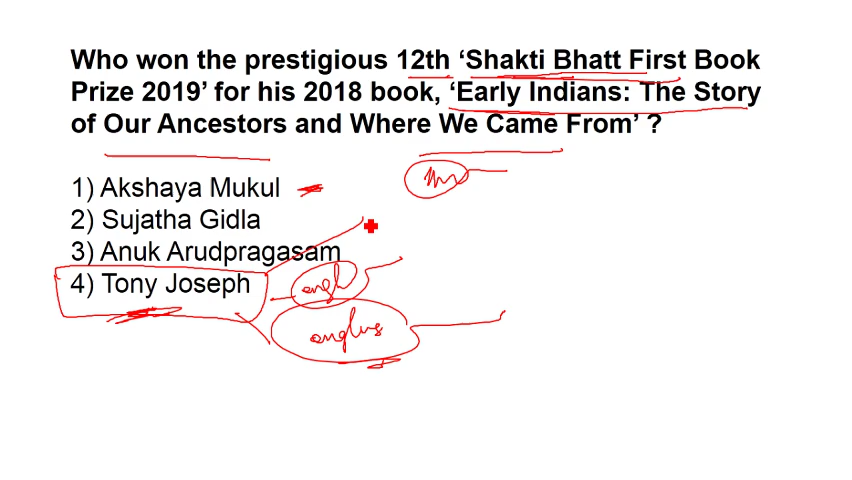 Who won the prestigious 12th ‘Shakti Bhatt First Book
Prize 2019’ for his 2018 book, ‘Early Indians: The Story
of Our Ancestors and Where We Came From’ ?
1) Akshaya Mukul
2) Sujatha Gidla
3) Anuk Arudpragasam
4) Tony Joseph